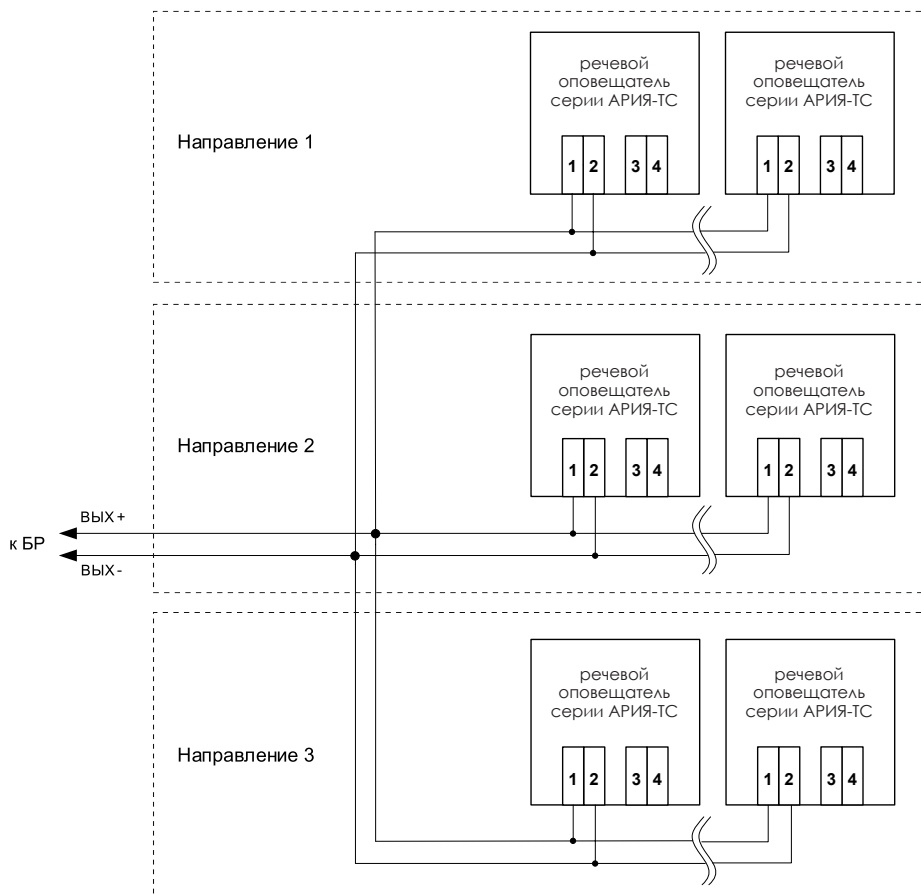 речевой
оповещатель
серии АРИЯ-ТС
речевой
оповещатель
серии АРИЯ-ТС
Направление 1
1 2 3 4
1 2 3 4
речевой
оповещатель
серии АРИЯ-ТС
речевой
оповещатель
серии АРИЯ-ТС
Направление 2
1 2 3 4
1 2 3 4
ВЫХ +
к БР
ВЫХ -
речевой
оповещатель
серии АРИЯ-ТС
речевой
оповещатель
серии АРИЯ-ТС
Направление 3
1 2 3 4
1 2 3 4